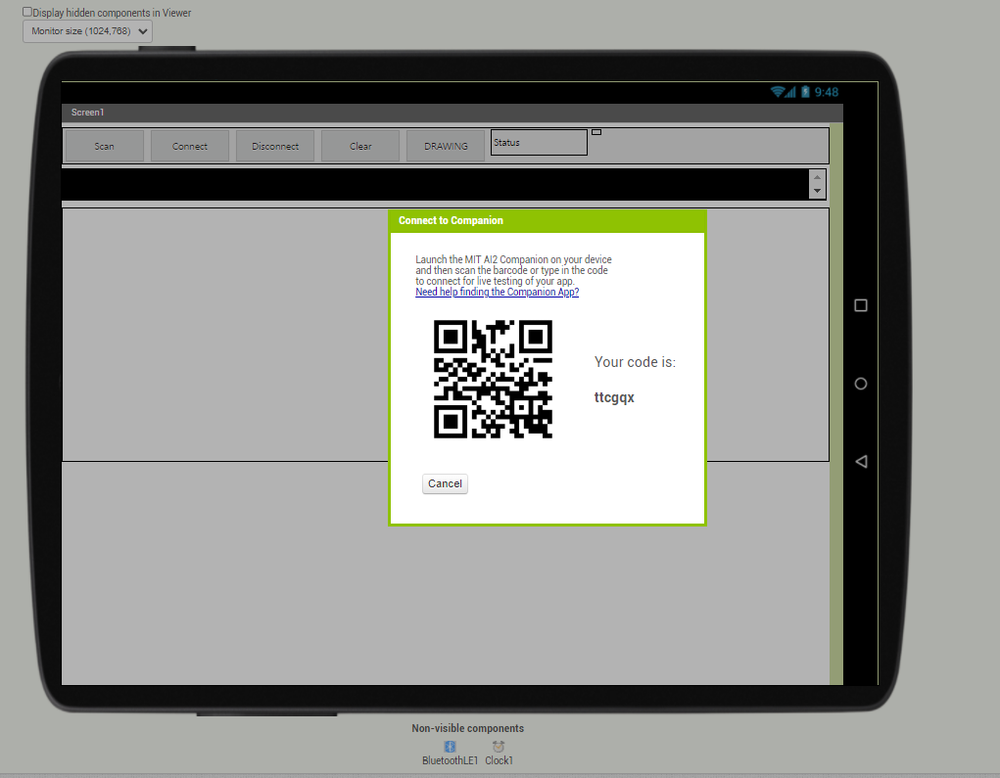 Display hidden components in Viewer
Monitor size (1024,768)
9:48
Screen1
Scan Connect Disconnect Clear DRAWING Status
Connect to Companion
Launch the MIT AI2 Companion on your device
and then scan the barcode or type in the code
to connect for live testing of your app.
Need help finding the Companion App?
Your code is:
ttcgqx
Cancel
Non-visible components
BluetoothLE1 Clock1